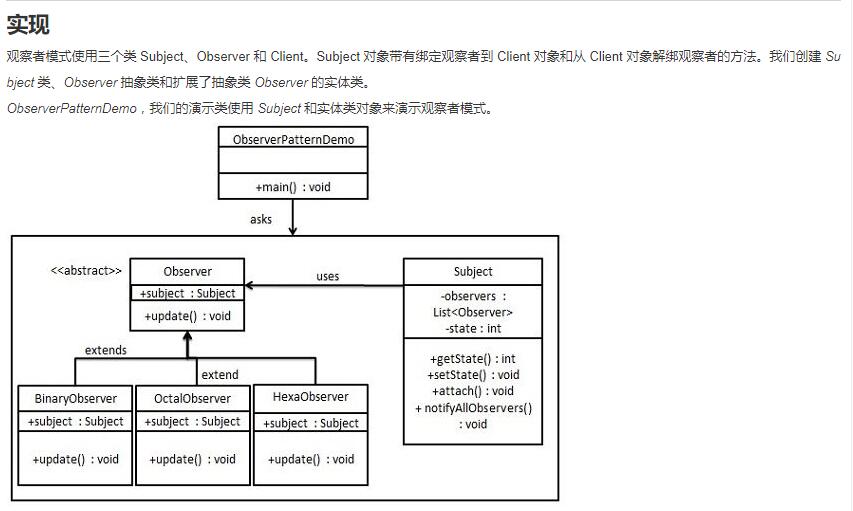 实现
观察者模式使用三个类 Subject、Observer 和 Client。Subject 对象带有绑定观察者到 Client 对象和从 Client 对象解绑观察者的方法。我们创建 Su
bject 类、Observer 抽象类和扩展了抽象类 Observer 的实体类。
ObserverPatternDemo，我们的演示类使用 Subject 和实体类对象来演示观察者模式。
ObserverPatternDemo
+main() : void
asks
<<abstract>>
Observer
+subject : Subject
+update() : void
uses
Subject
-observers :
List<Observer>
-state : int
+getState() : int
+setState() : void
+attach() : void
+ notifyAllObservers()
: void
extends
extend
BinaryObserver
+subject : Subject
+update() : void
OctalObserver
+subject : Subject
+update() : void
HexaObserver
+subject : Subject
+update() : void